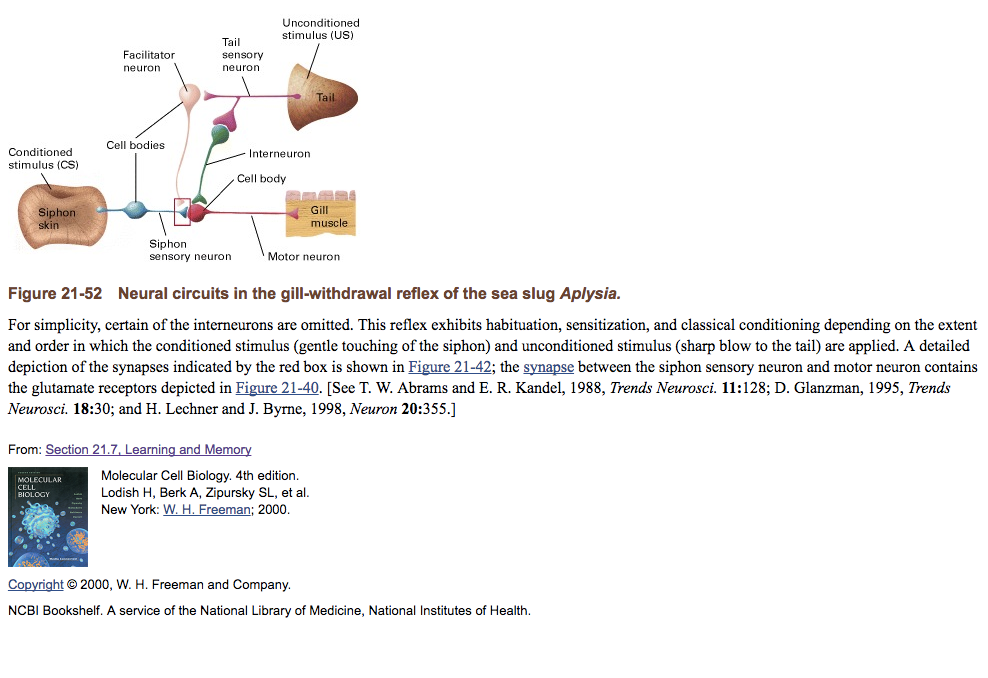 Unconditioned
stimulus (US)
Tail
sensory
neuron
Facilitator
neuron
Tail
Cell bodies
Interneuron
Conditioned
stimulus (CS)
Cell body
Siphon
skin
Gill
muscle
Siphon
sensory neuron
Motor neuron
Figure 21-52 Neural circuits in the gill-withdrawal reflex of the sea slug Aplysia.
For simplicity, certain of the interneurons are omitted. This reflex exhibits habituation, sensitization, and classical conditioning depending on the extent
and order in which the conditioned stimulus (gentle touching of the siphon) and unconditioned stimulus (sharp blow to the tail) are applied. A detailed
depiction of the synapses indicated by the red box is shown in Figure 21-42; the synapse between the siphon sensory neuron and motor neuron contains
the glutamate receptors depicted in Figure 21-40. [See T. W. Abrams and E. R. Kandel, 1988, Trends Neurosci. 11:128; D. Glanzman, 1995, Trends
Neurosci. 18:30; and H. Lechner and J. Byrne, 1998, Neuron 20:355.]
From: Section 21.7, Learning and Memory
MOLECULAR
CELL
BIOLOGY
Molecular Cell Biology. 4th edition.
Lodish H, Berk A, Zipursky SL, et al.
New York: W. H. Freeman; 2000.
Copyright © 2000, W. H. Freeman and Company.
NCBI Bookshelf. A service of the National Library of Medicine, National Institutes of Health.